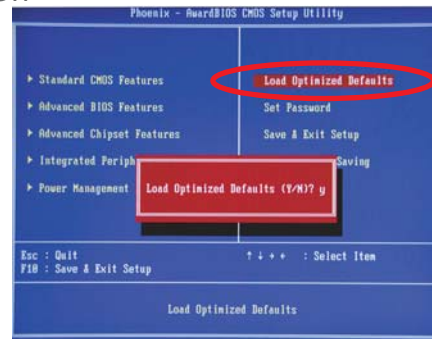 Phoenix - AwardBIOS CMOS Setup Utility
▸ Standard CMOS Features
▸ Advanced BIOS Features
▸ Advanced Chipset Features
▸ Integrated Periph
▸ Power Management
Load Optimized Defaults
Set Password
Save & Exit Setup
Saving
Load Optimized Defaults (Y/N)? y
Esc : Quit
F10 : Save & Exit Setup
↑ ↓ → ← : Select Item
Load Optimized Defaults